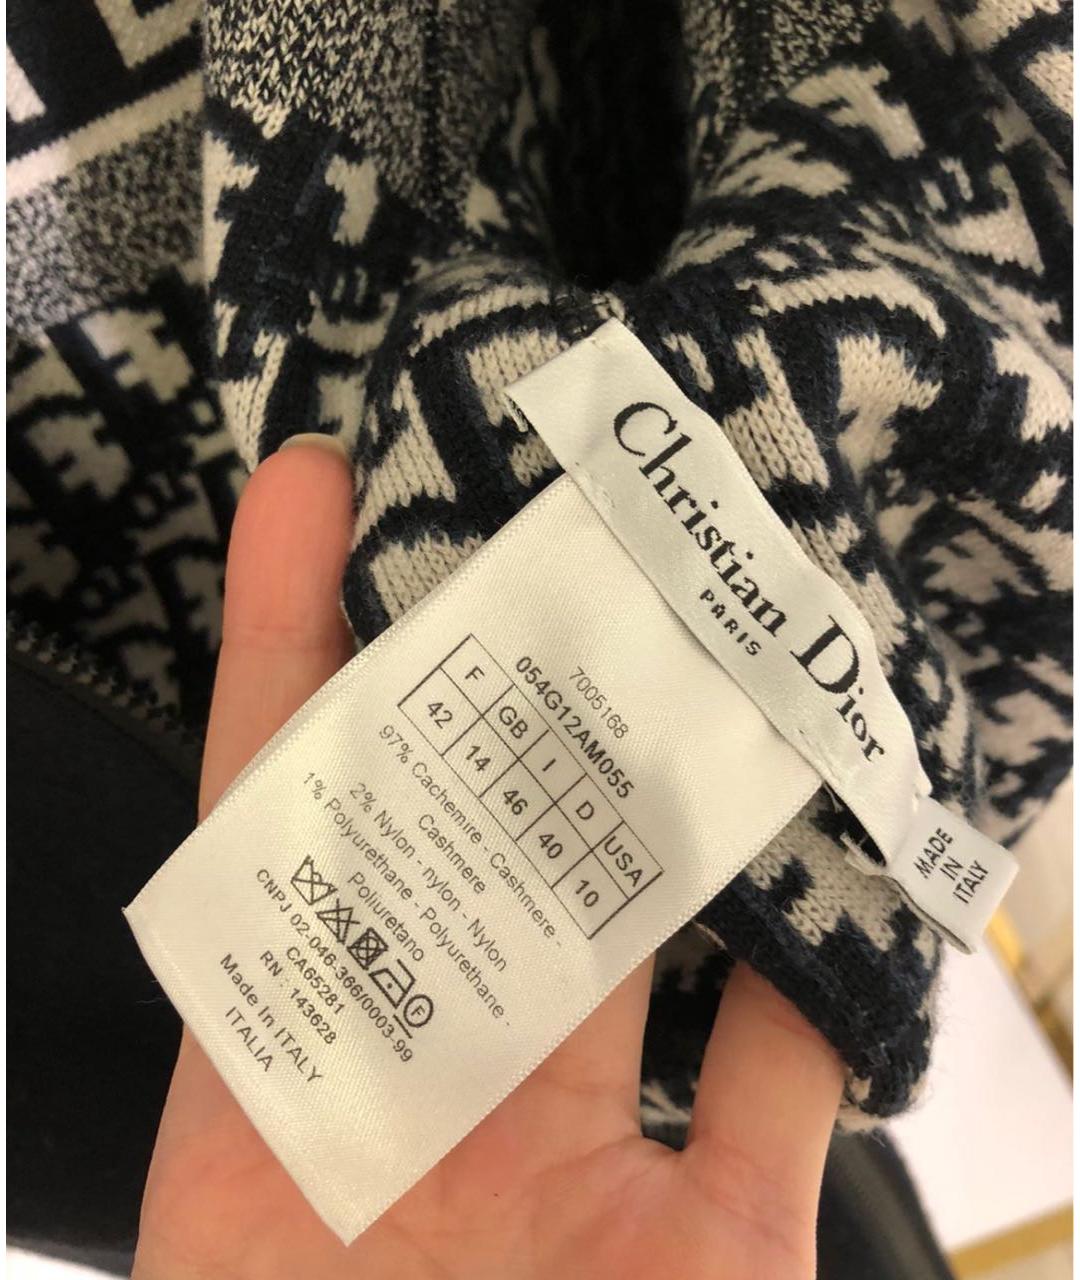 Christian Dior
PARIS
MADE
IN
ITALY
7005168
054G12AM055
F GB I D USA
42 14 46 40 10
97% Cachemire - Cashmere -
Cashmere
2% Nylon - nylon - Nylon
1% Polyurethane - Polyurethane -
Poliuretano
F
CNPJ 02-046-366/0003-99
CA65281
RN : 143628
Made In ITALY
ITALIA